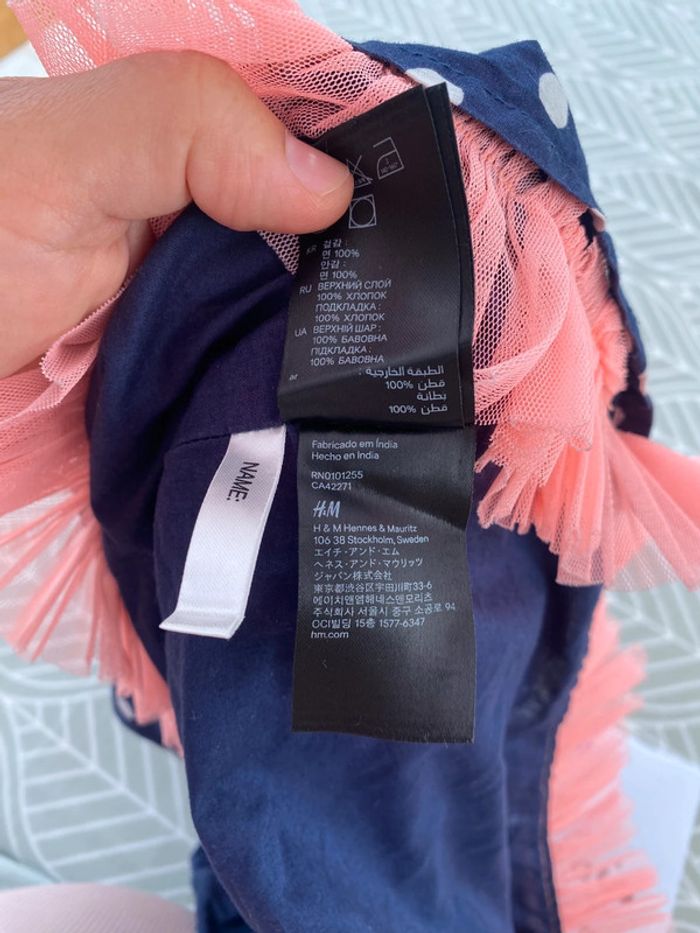 KR 겉감 :
면 100%
안감 :
면 100%
RU ВЕРХНИЙ СЛОЙ
100% ХЛОПОК
ПОДКЛАДКА :
100% ХЛОПОК
UA ВЕРХНІЙ ШАР :
100% БАВОВНА
ПІДКЛАДКА :
100% БАВОВНА
الطبقة الخارجية :
قطن %100
بطانة
قطن %100
Fabricado em Índia
Hecho en India
RN0101255
CA42271
H&M
H & M Hennes & Mauritz
106 38 Stockholm, Sweden
エイチ・アンド・エム
ヘネス・アンド・マウリッツ
ジャパン株式会社
東京都渋谷区宇田川町33-6
에이치앤엠헤네스앤모리츠
주식회사 서울시 중구 소공로 94
OCI빌딩 15층 1577-6347
hm.com
NAME: